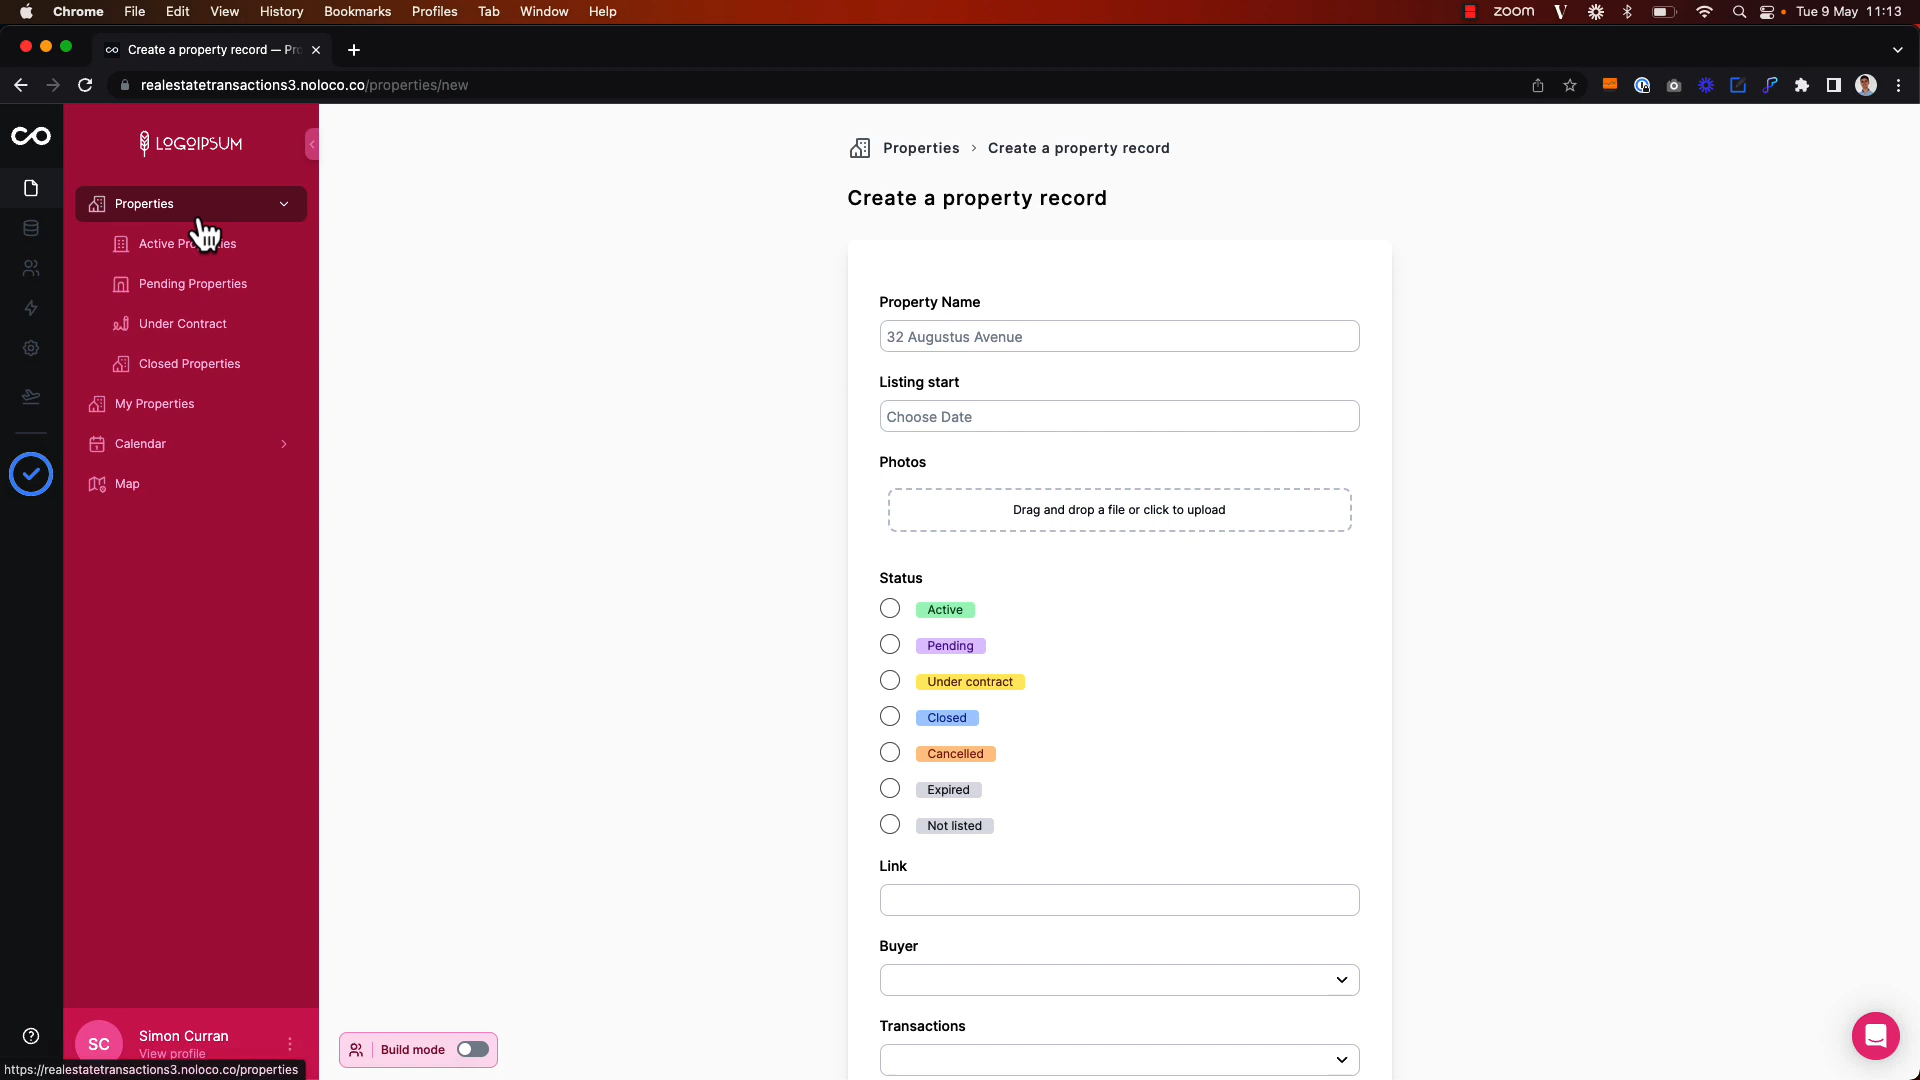 Chrome File Edit View History Bookmarks Profiles Tab Window Help zoom Tue 9 May 11:13
Create a property record — Pro
realestatetransactions3.noloco.co/properties/new
LOGOIPSUM
Properties
Active Properties
Pending Properties
Under Contract
Closed Properties
My Properties
Calendar
Map
SC
Simon Curran
View profile
https://realestatetransactions3.noloco.co/properties
Build mode
Properties › Create a property record
Create a property record
Property Name
32 Augustus Avenue
Listing start
Choose Date
Photos
Drag and drop a file or click to upload
Status
Active
Pending
Under contract
Closed
Cancelled
Expired
Not listed
Link
Buyer
Transactions